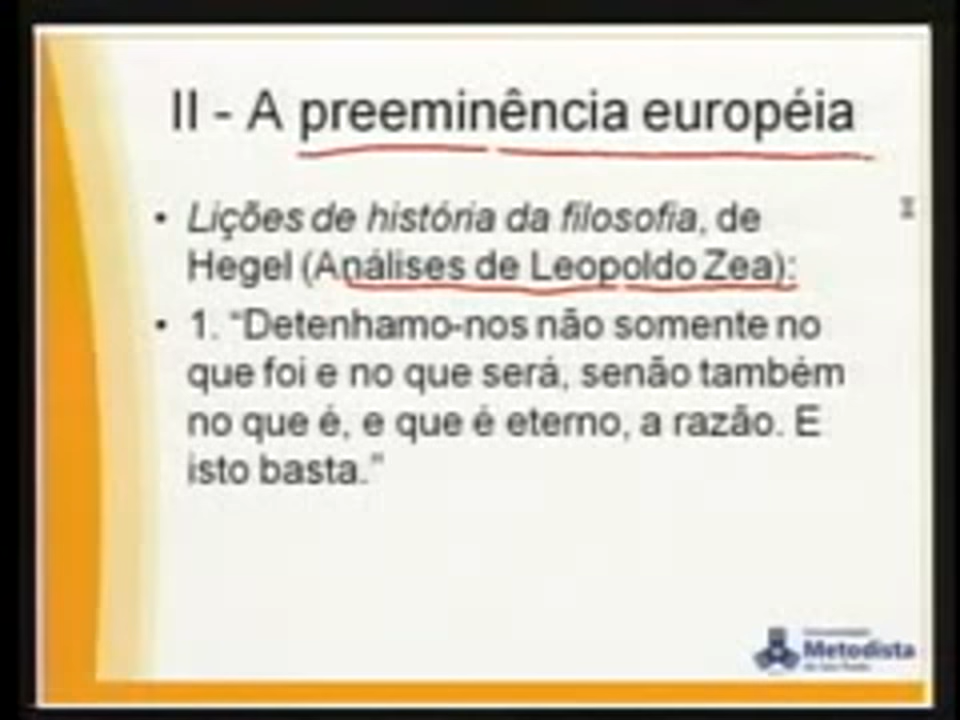 II - A preeminência européia
• Lições de história da filosofia, de
Hegel (Análises de Leopoldo Zea):
• 1. “Detenhamo-nos não somente no
que foi e no que será, senão também
no que é, e que é eterno, a razão. E
isto basta.”
Metodista